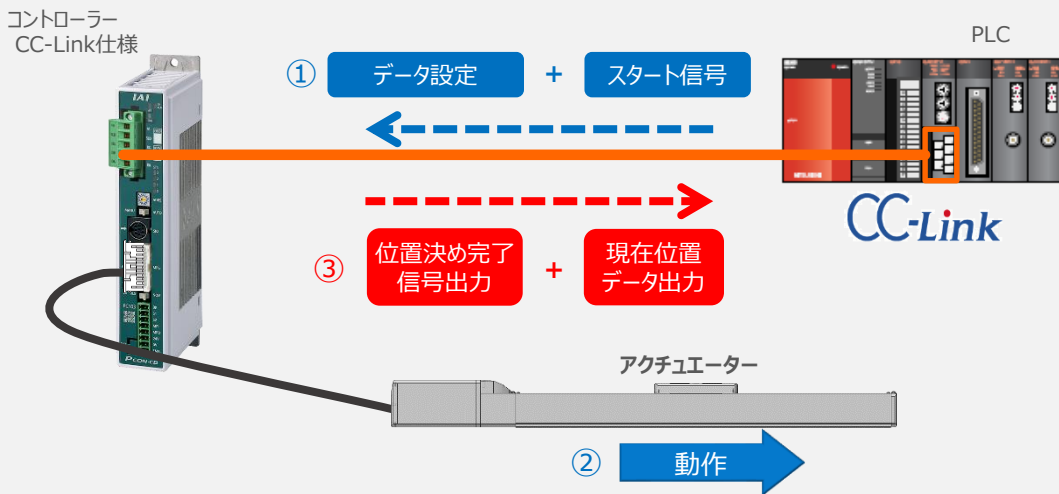 コントローラー
CC-Link仕様
PLC
① データ設定 + スタート信号
IAI
MITSUBISHI
CC-Link
③ 位置決め完了 + 現在位置
信号出力 データ出力
アクチュエーター
② 動作